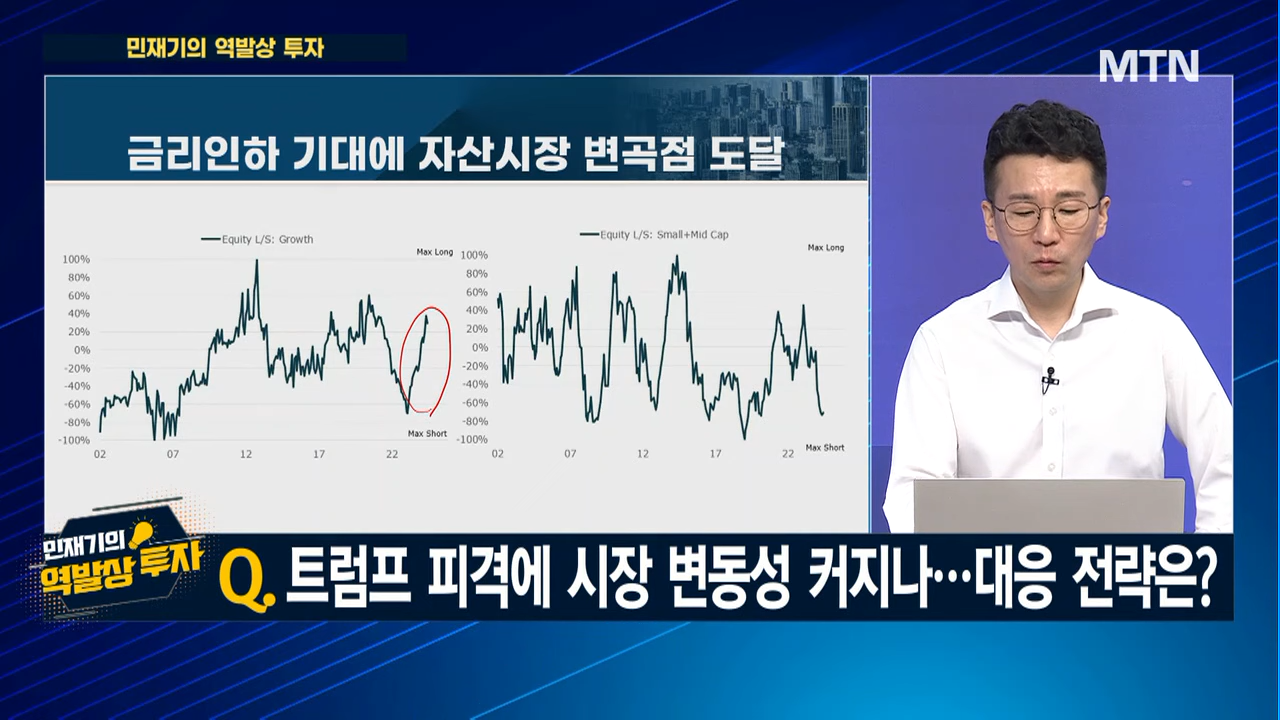 민재기의 역발상 투자
MTN
금리인하 기대에 자산시장 변곡점 도달
Equity L/S: Growth
Max Long
100%
80%
60%
40%
20%
0%
-20%
-40%
-60%
-80%
-100%
Max Short
02 07 12 17 22
Equity L/S: Small+Mid Cap
Max Long
100%
80%
60%
40%
20%
0%
-20%
-40%
-60%
-80%
-100%
Max Short
02 07 12 17 22
민재기의
역발상 투자
Q. 트럼프 피격에 시장 변동성 커지나…대응 전략은?